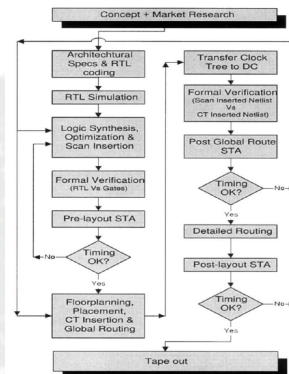 Concept + Market Research
Architechtural
Specs & RTL
coding
RTL Simulation
Logic Synthesis,
Optimization &
Scan Insertion
Formal Verification
(RTL Vs Gates)
Pre-layout STA
Timing
OK?
No
Yes
Floorplanning,
Placement,
CT Insertion &
Global Routing
Transfer Clock
Tree to DC
Formal Verification
(Scan Inserted Netlist
Vs
CT Inserted Netlist)
Post Global Route
STA
Timing
OK?
No
Yes
Detailed Routing
Post-layout STA
Timing
OK?
No
Yes
Tape out